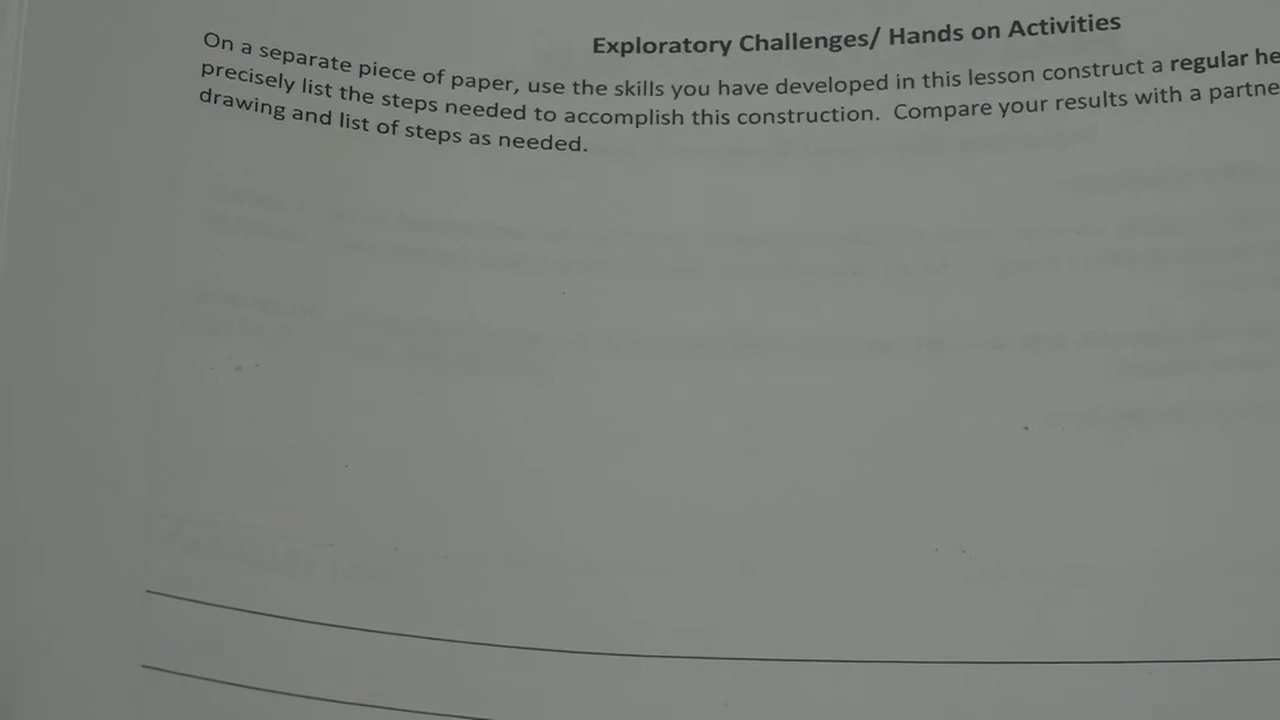 Exploratory Challenges/ Hands on Activities
On a separate piece of paper, use the skills you have developed in this lesson construct a regular he
precisely list the steps needed to accomplish this construction. Compare your results with a partne
drawing and list of steps as needed.